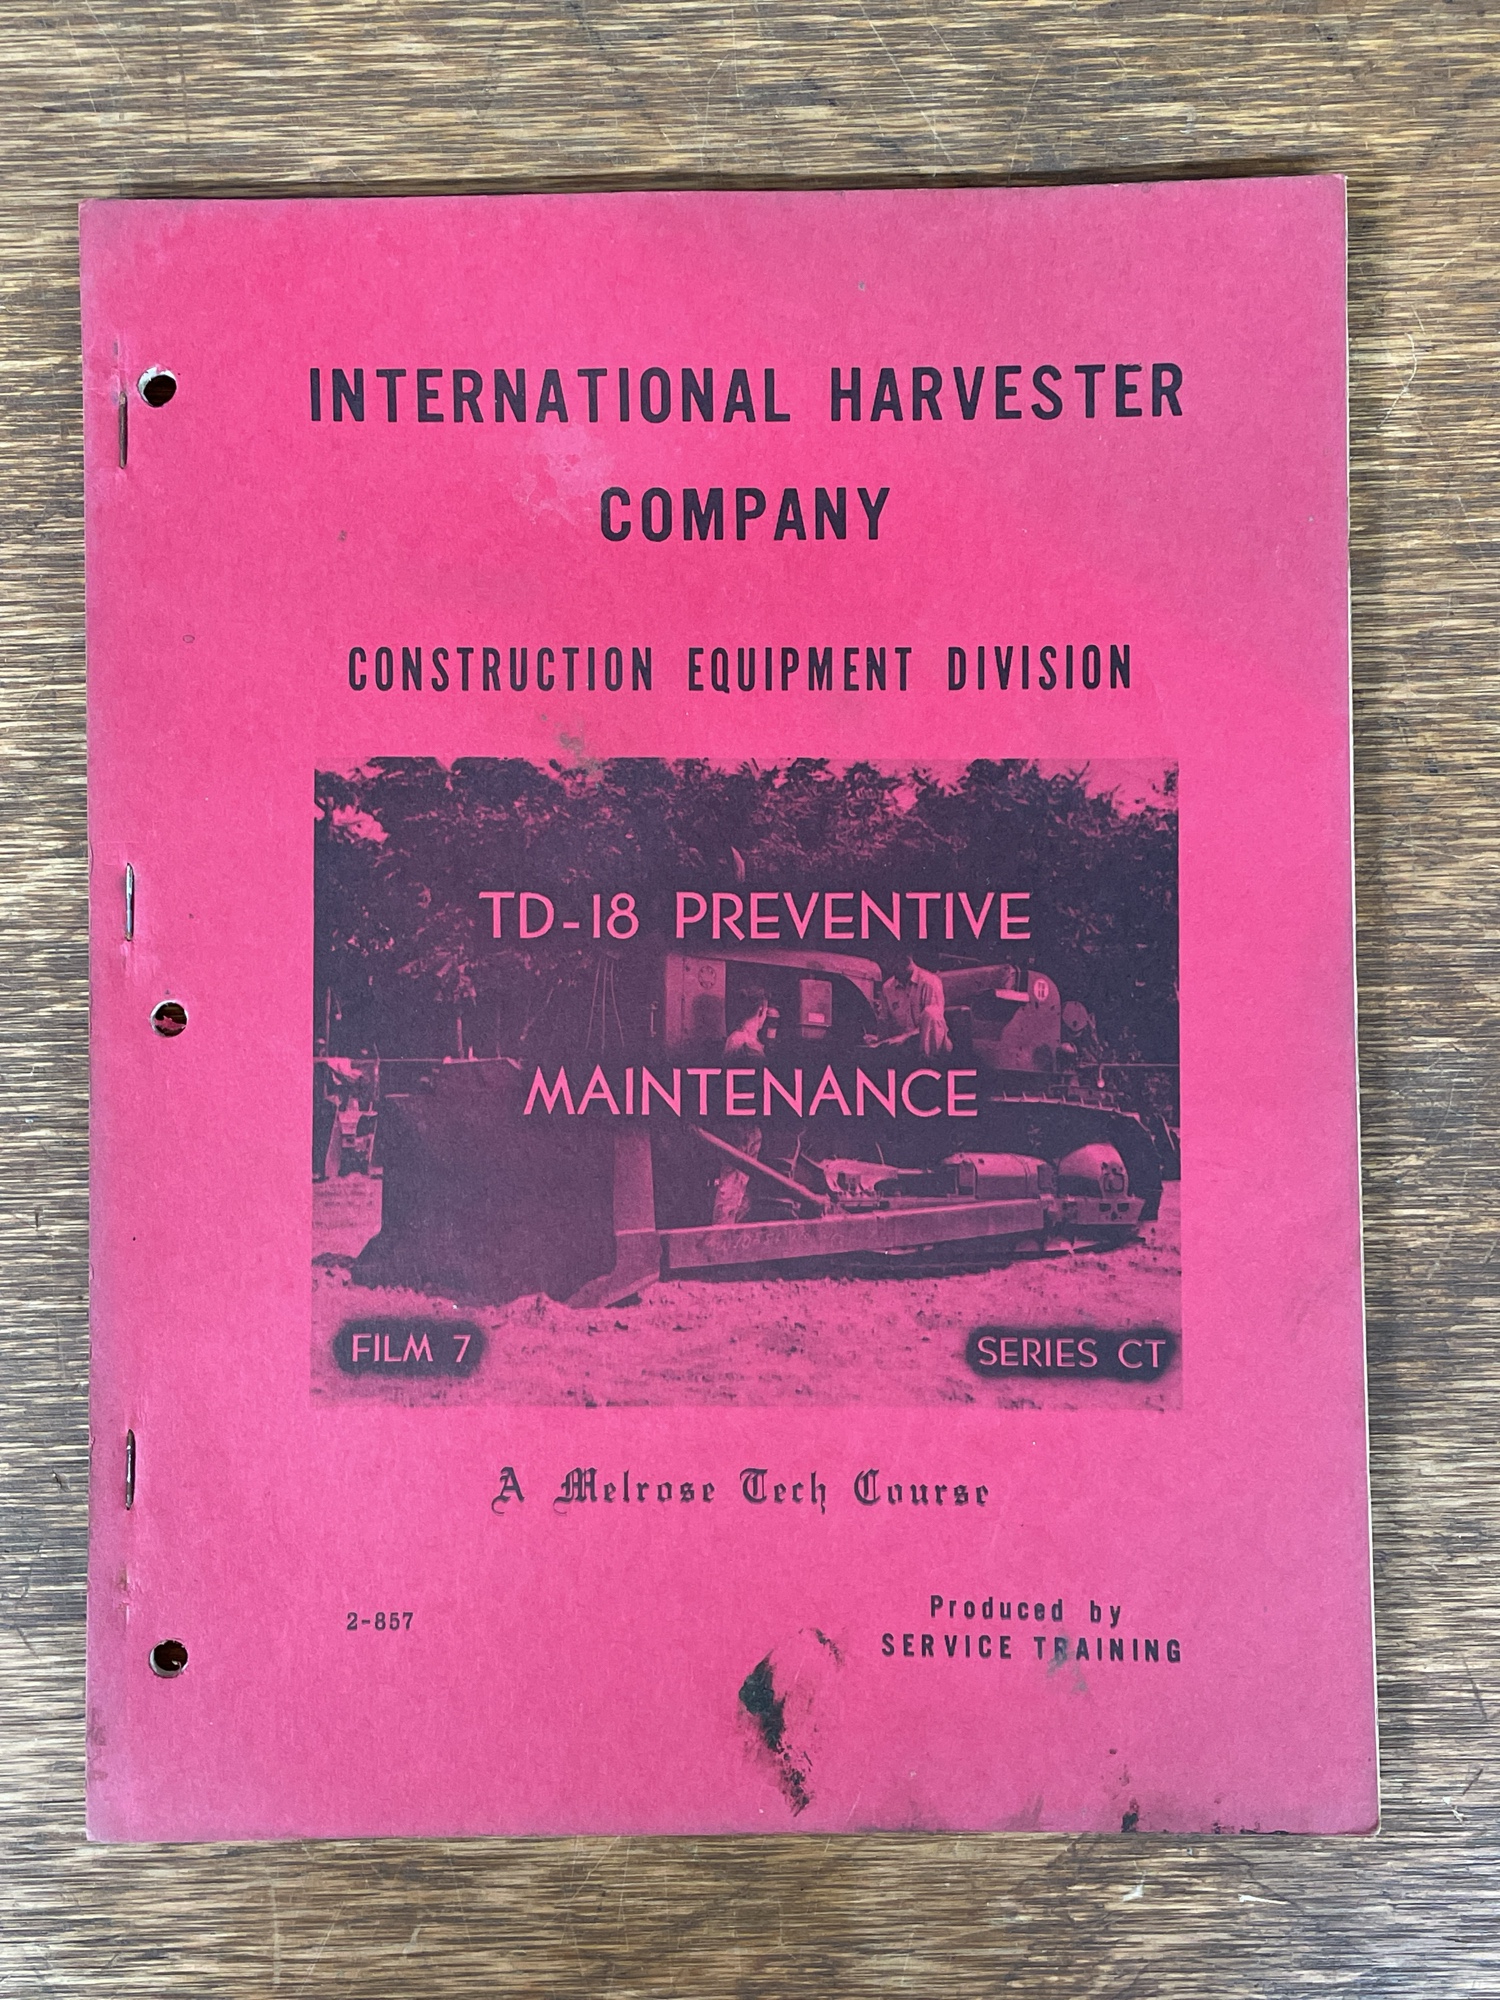 INTERNATIONAL HARVESTER
COMPANY
CONSTRUCTION EQUIPMENT DIVISION
TD-18 PREVENTIVE
MAINTENANCE
FILM 7
SERIES CT
A Melrose Tech Course
2-857
Produced by
SERVICE TRAINING